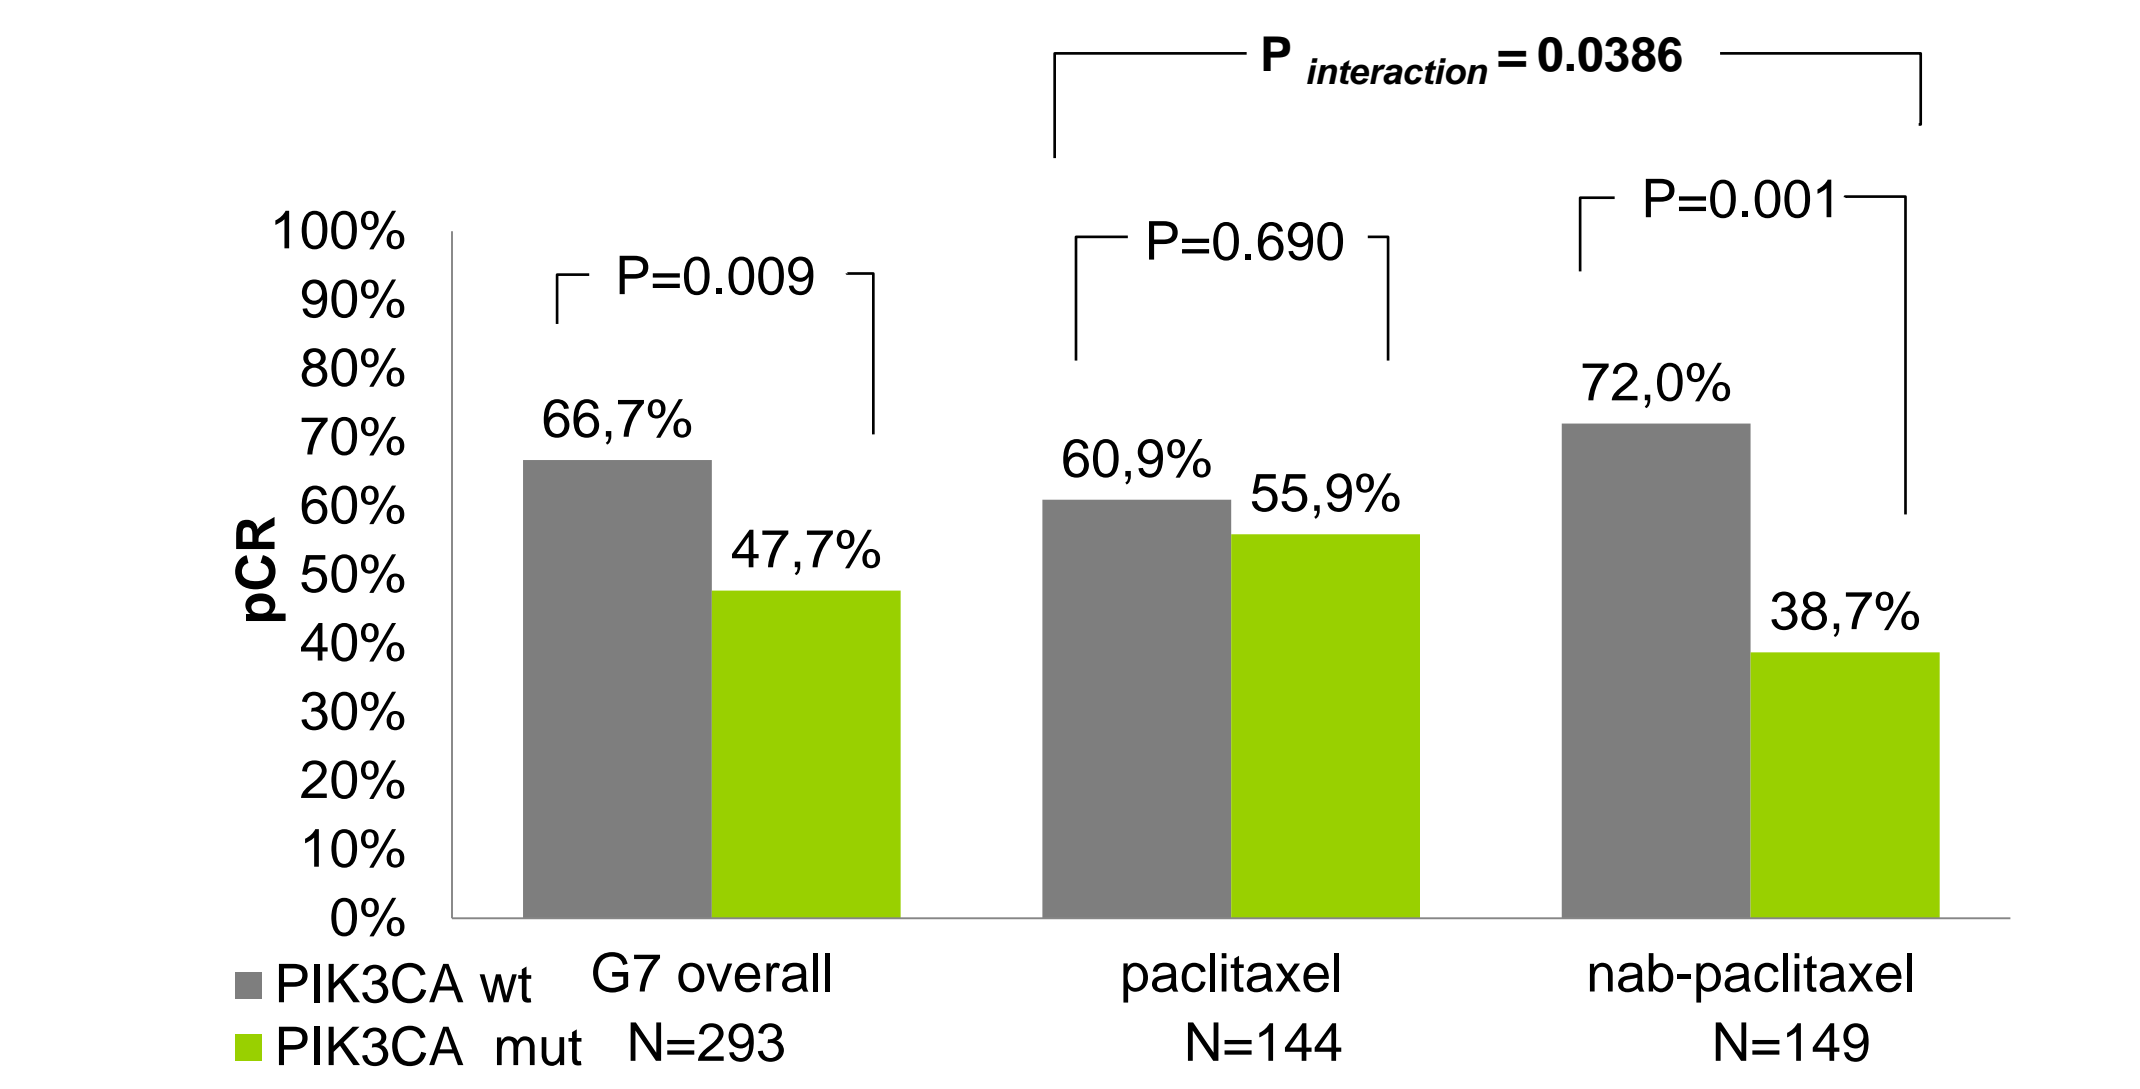 P interaction = 0.0386
P=0.009
P=0.690
P=0.001
100%
90%
80%
70%
60%
50%
40%
30%
20%
10%
0%
pCR
66,7%
47,7%
60,9%
55,9%
72,0%
38,7%
PIK3CA wt
PIK3CA mut
G7 overall
N=293
paclitaxel
N=144
nab-paclitaxel
N=149